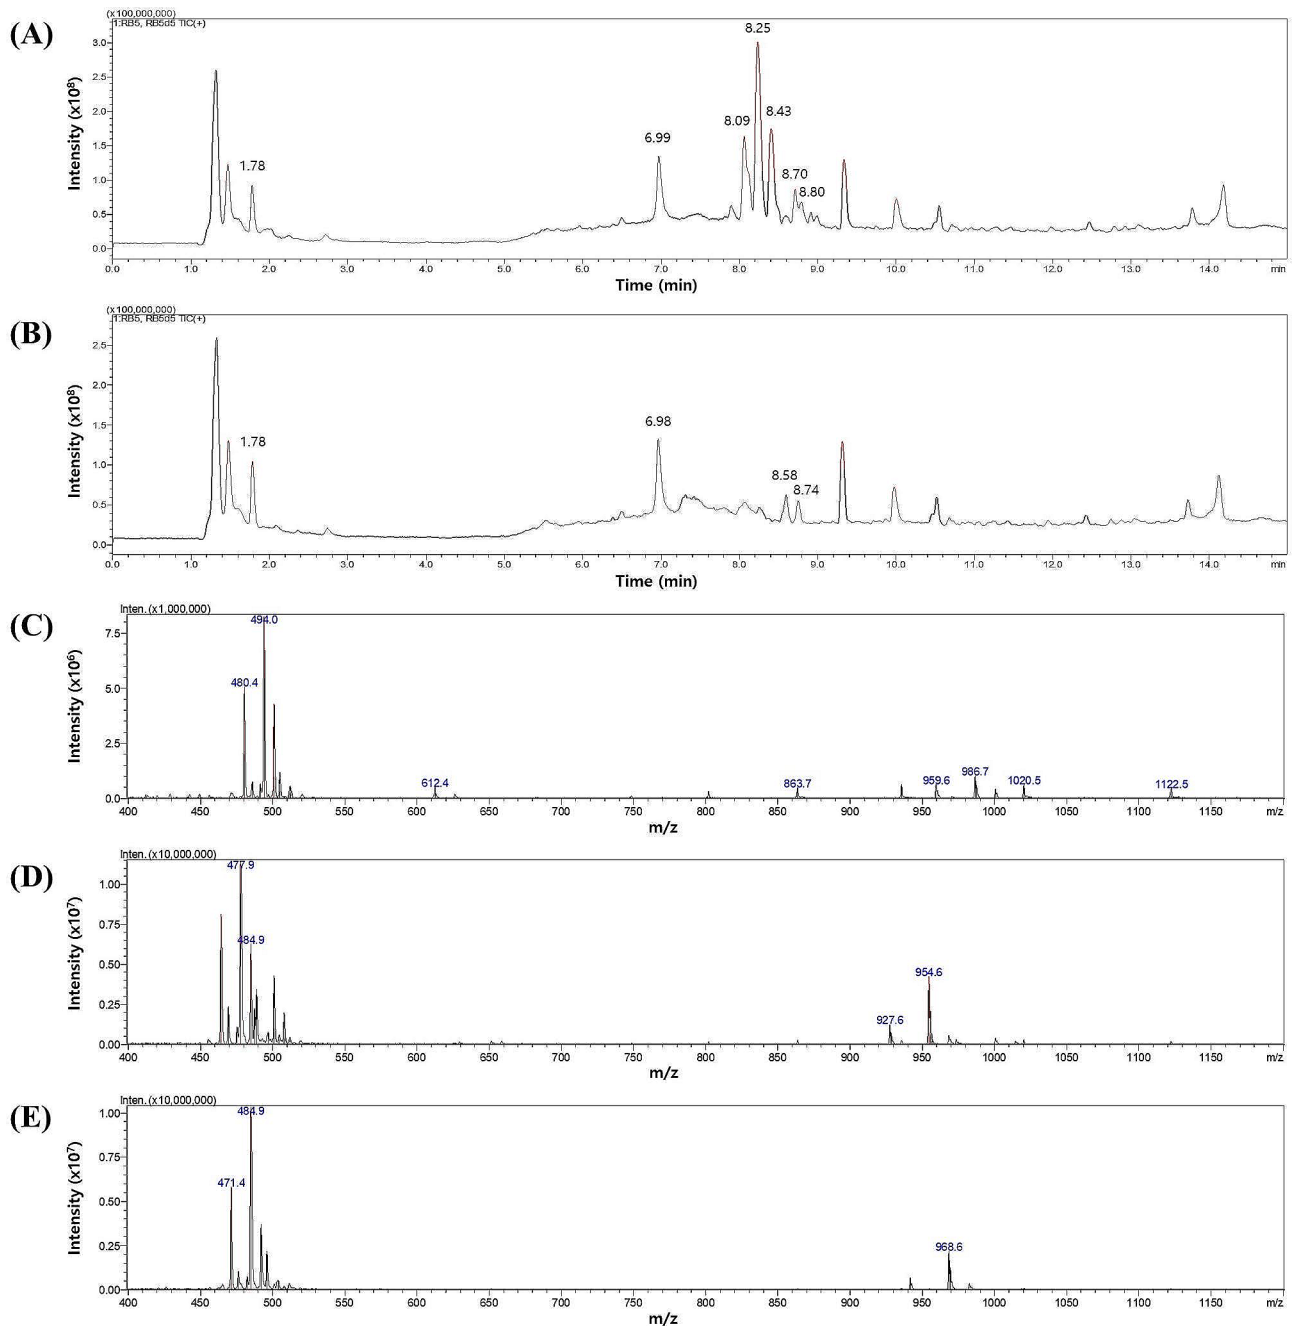 (A)
(x100,000,000)
1:RB5, RB5d5 TIC(+)
Intensity (x10⁸)
3.0
2.5
2.0
1.5
1.0
0.5
0.0
1.78
6.99
8.09
8.25
8.43
8.70
8.80
0.0 1.0 2.0 3.0 4.0 5.0 6.0 7.0 8.0 9.0 10.0 11.0 12.0 13.0 14.0 min
Time (min)
(B)
(x100,000,000)
1:RB5, RB5d5 TIC(+)
Intensity (x10⁸)
2.5
2.0
1.5
1.0
0.5
0.0
1.78
6.98
8.58
8.74
0.0 1.0 2.0 3.0 4.0 5.0 6.0 7.0 8.0 9.0 10.0 11.0 12.0 13.0 14.0 min
Time (min)
(C)
Inten. (x1,000,000)
Intensity (x10⁶)
7.5
5.0
2.5
0.0
494.0
480.4
612.4
863.7
959.6
986.7
1020.5
1122.5
400 450 500 550 600 650 700 750 800 850 900 950 1000 1050 1100 1150 m/z
m/z
(D)
Inten. (x10,000,000)
Intensity (x10⁷)
1.00
0.75
0.50
0.25
0.00
477.9
484.9
927.6
954.6
400 450 500 550 600 650 700 750 800 850 900 950 1000 1050 1100 1150 m/z
m/z
(E)
Inten. (x10,000,000)
Intensity (x10⁷)
1.00
0.75
0.50
0.25
0.00
484.9
471.4
968.6
400 450 500 550 600 650 700 750 800 850 900 950 1000 1050 1100 1150 m/z
m/z